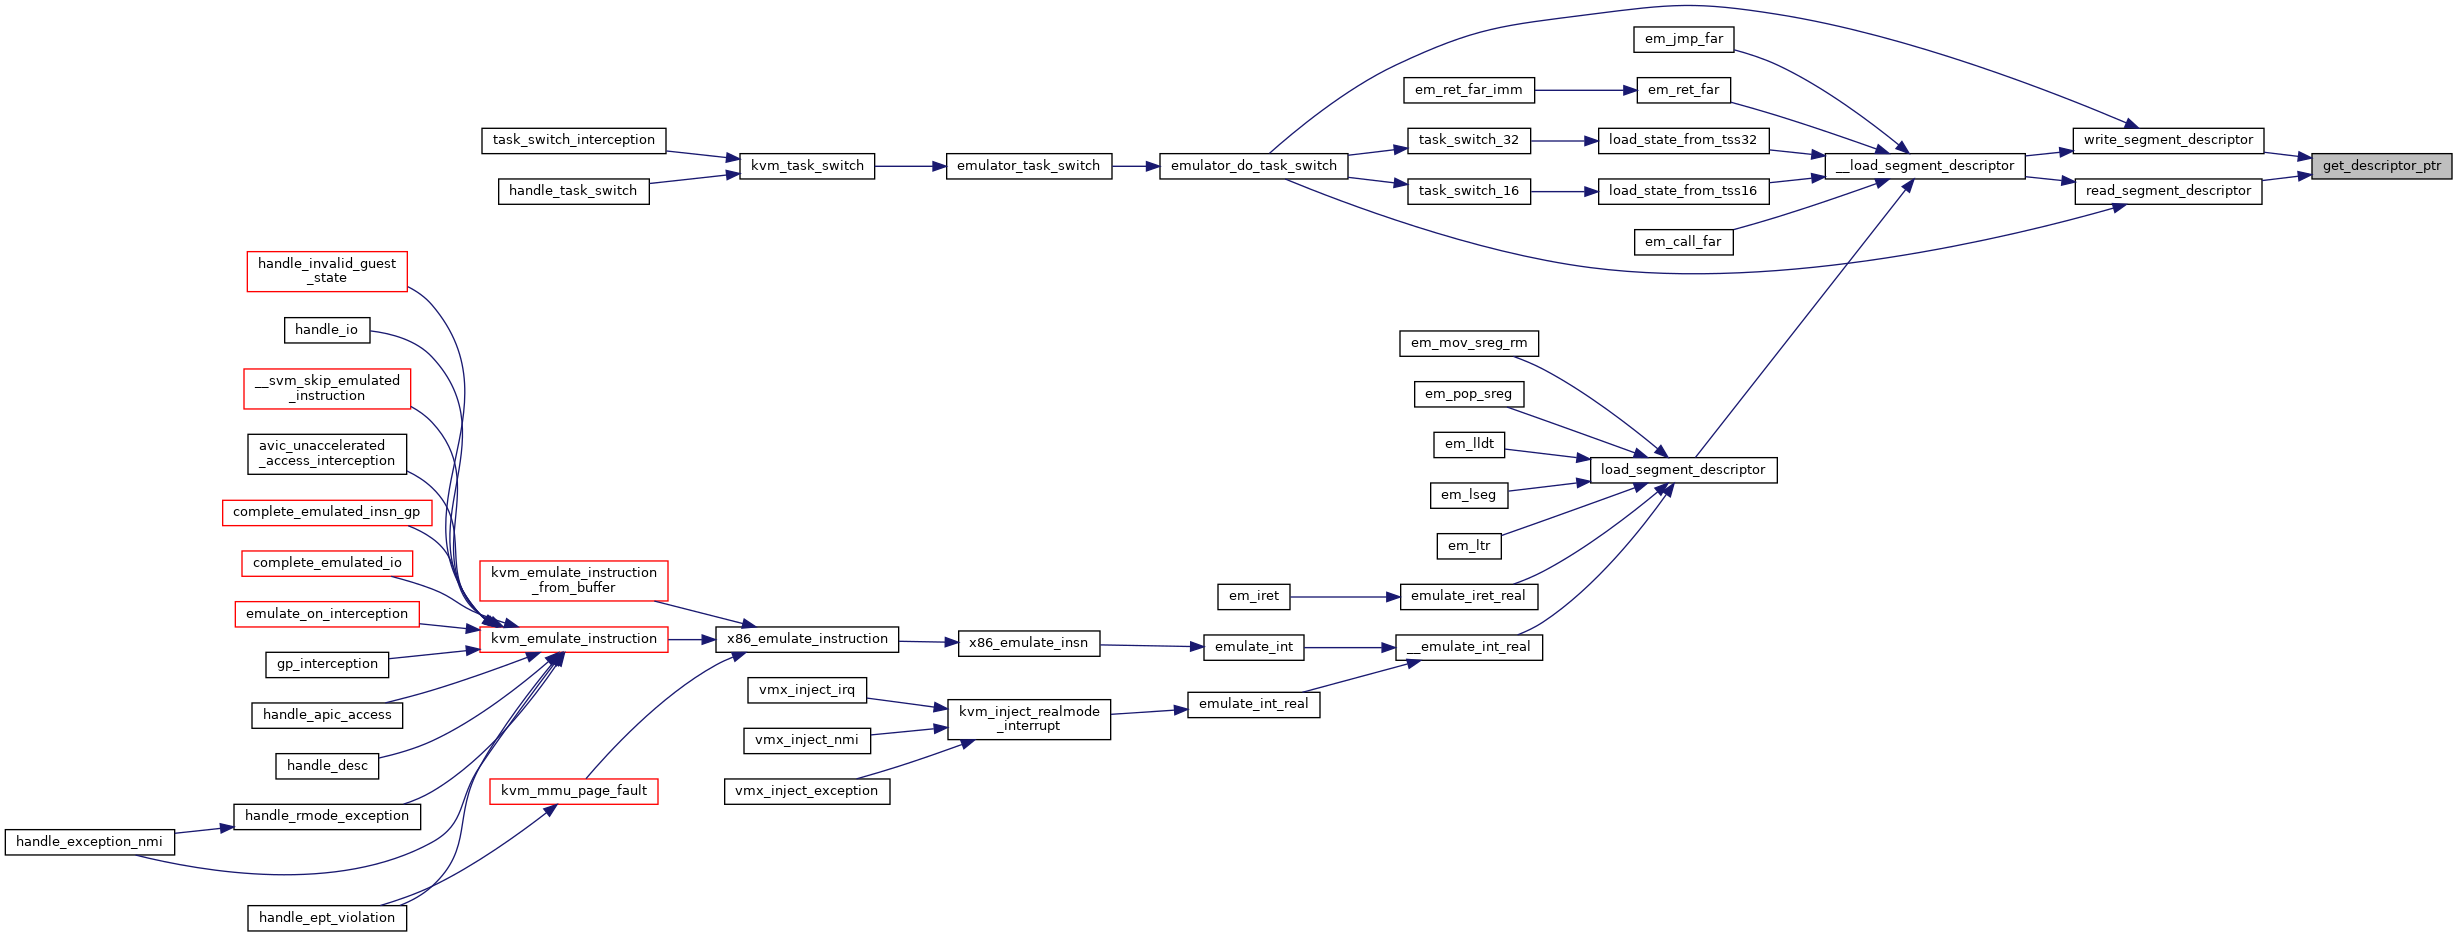 em_jmp_far
em_ret_far_imm
em_ret_far
task_switch_interception
task_switch_32
load_state_from_tss32
write_segment_descriptor
kvm_task_switch
emulator_task_switch
emulator_do_task_switch
__load_segment_descriptor
get_descriptor_ptr
handle_task_switch
task_switch_16
load_state_from_tss16
read_segment_descriptor
em_call_far
handle_invalid_guest
_state
handle_io
em_mov_sreg_rm
__svm_skip_emulated
_instruction
em_pop_sreg
avic_unaccelerated
_access_interception
em_lldt
load_segment_descriptor
em_lseg
complete_emulated_insn_gp
em_ltr
complete_emulated_io
kvm_emulate_instruction
_from_buffer
em_iret
emulate_iret_real
emulate_on_interception
kvm_emulate_instruction
x86_emulate_instruction
x86_emulate_insn
emulate_int
__emulate_int_real
gp_interception
vmx_inject_irq
emulate_int_real
handle_apic_access
kvm_inject_realmode
_interrupt
vmx_inject_nmi
handle_desc
kvm_mmu_page_fault
vmx_inject_exception
handle_rmode_exception
handle_exception_nmi
handle_ept_violation